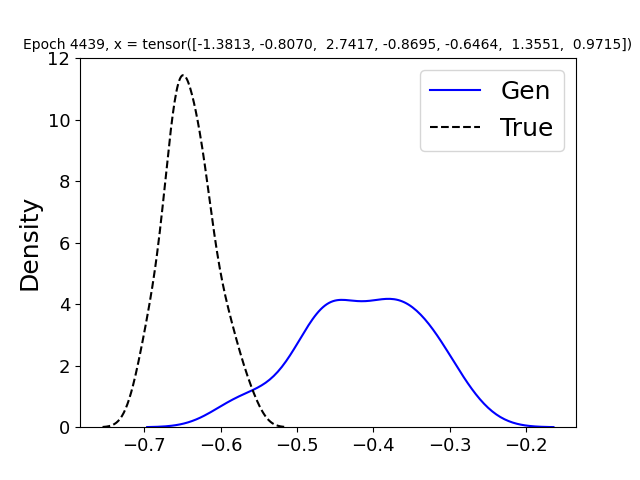 Epoch 4439, x = tensor([-1.3813, -0.8070,  2.7417, -0.8695, -0.6464,  1.3551,  0.9715])
12
10
8
6
4
2
0
Density
Gen
True
−0.7 −0.6 −0.5 −0.4 −0.3 −0.2